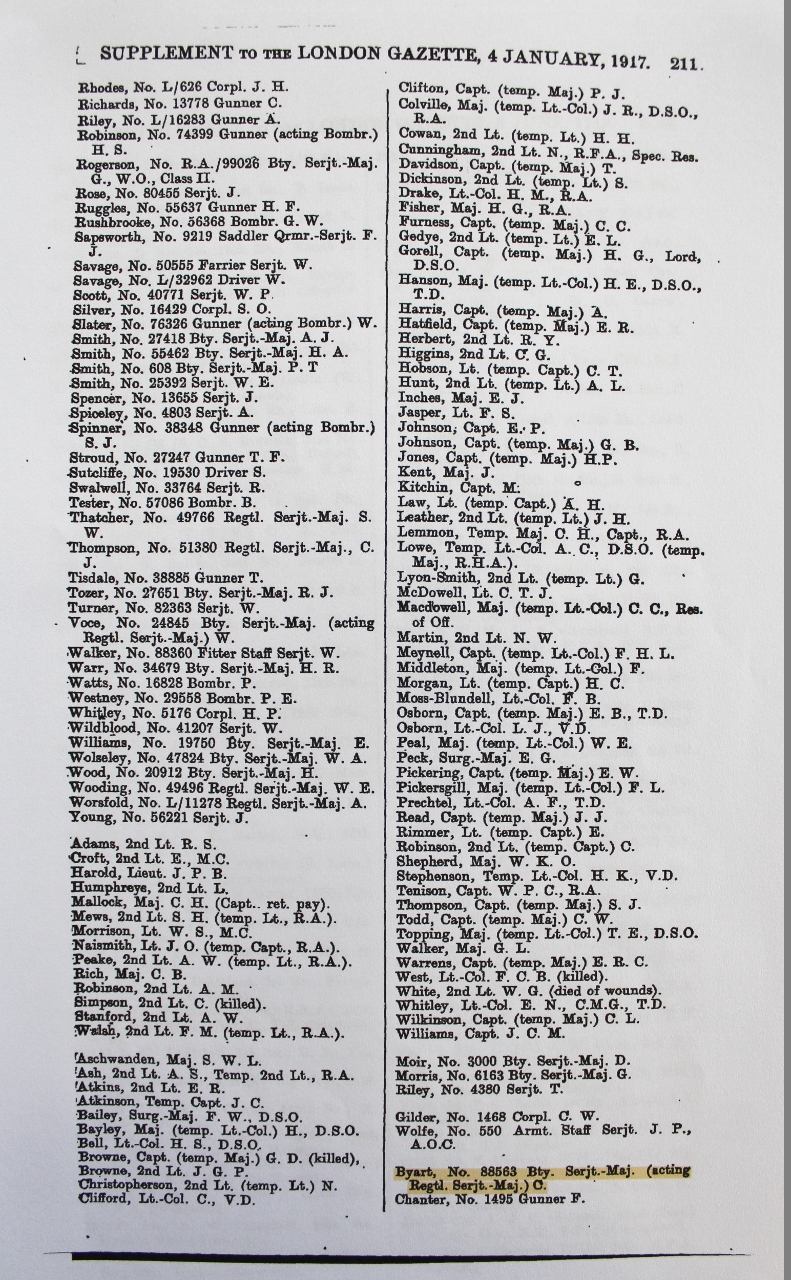 SUPPLEMENT TO THE LONDON GAZETTE, 4 JANUARY, 1917. 211.
Rhodes, No. L/626 Corpl. J. H.
Richards, No. 13778 Gunner C.
Riley, No. L/16283 Gunner A.
Robinson, No. 74399 Gunner (acting Bombr.)
H. S.
Rogerson, No. R.A./99026 Bty. Serjt.-Maj.
G., W.O., Class II.
Rose, No. 80455 Serjt. J.
Ruggles, No. 55637 Gunner H. F.
Rushbrooke, No. 56368 Bombr. G. W.
Sapsworth, No. 9219 Saddler Qrmr.-Serjt. F.
J.
Savage, No. 50555 Farrier Serjt. W.
Savage, No. L/32962 Driver W.
Scott, No. 40771 Serjt. W. P.
Silver, No. 16429 Corpl. S. O.
Slater, No. 76326 Gunner (acting Bombr.) W.
Smith, No. 27418 Bty. Serjt.-Maj. A. J.
Smith, No. 55462 Bty. Serjt.-Maj. H. A.
Smith, No. 608 Bty. Serjt.-Maj. P. T
Smith, No. 25392 Serjt. W. E.
Spencer, No. 13655 Serjt. J.
Spiceley, No. 4803 Serjt. A.
Spinner, No. 38348 Gunner (acting Bombr.)
S. J.
Stroud, No. 27247 Gunner T. F.
Sutcliffe, No. 19530 Driver S.
Swalwell, No. 33764 Serjt. R.
Tester, No. 57086 Bombr. B.
Thatcher, No. 49766 Regtl. Serjt.-Maj. S.
W.
Thompson, No. 51380 Regtl. Serjt.-Maj., C.
J.
Tisdale, No. 38885 Gunner T.
Tozer, No. 27651 Bty. Serjt.-Maj. R. J.
Turner, No. 82363 Serjt. W.
Voce, No. 24845 Bty. Serjt.-Maj. (acting
Regtl. Serjt.-Maj.) W.
Walker, No. 88360 Fitter Staff Serjt. W.
Warr, No. 34679 Bty. Serjt.-Maj. H. R.
Watts, No. 16828 Bombr. P.
Westney, No. 29558 Bombr. P. E.
Whitley, No. 5176 Corpl. H. P.
Wildblood, No. 41207 Serjt. W.
Williams, No. 19750 Bty. Serjt.-Maj. E.
Wolseley, No. 47824 Bty. Serjt.-Maj. W. A.
Wood, No. 20912 Bty. Serjt.-Maj. H.
Wooding, No. 49496 Regtl. Serjt.-Maj. W. E.
Worsfold, No. L/11278 Regtl. Serjt.-Maj. A.
Young, No. 56221 Serjt. J.
Adams, 2nd Lt. R. S.
Croft, 2nd Lt. E., M.C.
Harold, Lieut. J. P. B.
Humphreys, 2nd Lt. L.
Mallock, Maj. C. H. (Capt. ret. pay).
Mews, 2nd Lt. S. H. (temp. Lt., R.A.).
Morrison, Lt. W. S., M.C.
Naismith, Lt. J. O. (temp. Capt., R.A.).
Peake, 2nd Lt. A. W. (temp. Lt., R.A.).
Rich, Maj. C. B.
Robinson, 2nd Lt. A. M.
Simpson, 2nd Lt. C. (killed).
Stanford, 2nd Lt. A. W.
Walsh, 2nd Lt. F. M. (temp. Lt., R.A.).
Aschwanden, Maj. S. W. L.
Ash, 2nd Lt. A. S., Temp. 2nd Lt., R.A.
Atkins, 2nd Lt. E. R.
Atkinson, Temp. Capt. J. C.
Bailey, Surg.-Maj. F. W., D.S.O.
Bayley, Maj. (temp. Lt.-Col.) H., D.S.O.
Bell, Lt.-Col. H. S., D.S.O.
Browne, Capt. (temp. Maj.) G. D. (killed),
Browne, 2nd Lt. J. G. P.
Christopherson, 2nd Lt. (temp. Lt.) N.
Clifford, Lt.-Col. C., V.D.
Clifton, Capt. (temp. Maj.) P. J.
Colville, Maj. (temp. Lt.-Col.) J. R., D.S.O.,
R.A.
Cowan, 2nd Lt. (temp. Lt.) H. H.
Cunningham, 2nd Lt. N., R.F.A., Spec. Res.
Davidson, Capt. (temp. Maj.) T.
Dickinson, 2nd Lt. (temp. Lt.) S.
Drake, Lt.-Col. H. M., R.A.
Fisher, Maj. H. G., R.A.
Furness, Capt. (temp. Maj.) C. C.
Gedye, 2nd Lt. (temp. Lt.) E. L.
Gorell, Capt. (temp. Maj.) H. G., Lord,
D.S.O.
Hanson, Maj. (temp. Lt.-Col.) H. E., D.S.O.,
T.D.
Harris, Capt. (temp. Maj.) A.
Hatfield, Capt. (temp. Maj.) E. R.
Herbert, 2nd Lt. R. Y.
Higgins, 2nd Lt. C. G.
Hobson, Lt. (temp. Capt.) C. T.
Hunt, 2nd Lt. (temp. Lt.) A. L.
Inches, Maj. E. J.
Jasper, Lt. F. S.
Johnson, Capt. E. P.
Johnson, Capt. (temp. Maj.) G. B.
Jones, Capt. (temp. Maj.) H.P.
Kent, Maj. J.
Kitchin, Capt. M.
Law, Lt. (temp. Capt.) A. H.
Leather, 2nd Lt. (temp. Lt.) J. H.
Lemmon, Temp. Maj. C. H., Capt., R.A.
Lowe, Temp. Lt.-Col. A. C., D.S.O. (temp.
Maj., R.H.A.).
Lyon-Smith, 2nd Lt. (temp. Lt.) G.
McDowell, Lt. C. T. J.
Macdowell, Maj. (temp. Lt.-Col.) C. C., Res.
of Off.
Martin, 2nd Lt. N. W.
Meynell, Capt. (temp. Lt.-Col.) F. H. L.
Middleton, Maj. (temp. Lt.-Col.) F.
Morgan, Lt. (temp. Capt.) H. C.
Moss-Blundell, Lt.-Col. F. B.
Osborn, Capt. (temp. Maj.) E. B., T.D.
Osborn, Lt.-Col. L. J., V.D.
Peal, Maj. (temp. Lt.-Col.) W. E.
Peck, Surg.-Maj. E. G.
Pickering, Capt. (temp. Maj.) E. W.
Pickersgill, Maj. (temp. Lt.-Col.) F. L.
Prechtel, Lt.-Col. A. F., T.D.
Read, Capt. (temp. Maj.) J. J.
Rimmer, Lt. (temp. Capt.) E.
Robinson, 2nd Lt. (temp. Capt.) C.
Shepherd, Maj. W. K. O.
Stephenson, Temp. Lt.-Col. H. K., V.D.
Tenison, Capt. W. P. C., R.A.
Thompson, Capt. (temp. Maj.) S. J.
Todd, Capt. (temp. Maj.) C. W.
Topping, Maj. (temp. Lt.-Col.) T. E., D.S.O.
Walker, Maj. G. L.
Warrens, Capt. (temp. Maj.) E. R. C.
West, Lt.-Col. F. C. B. (killed).
White, 2nd Lt. W. G. (died of wounds).
Whitley, Lt.-Col. E. N., C.M.G., T.D.
Wilkinson, Capt. (temp. Maj.) C. L.
Williams, Capt. J. C. M.
Moir, No. 3000 Bty. Serjt.-Maj. D.
Morris, No. 6163 Bty. Serjt.-Maj. G.
Riley, No. 4380 Serjt. T.
Gilder, No. 1468 Corpl. C. W.
Wolfe, No. 550 Armt. Staff Serjt. J. P.,
A.O.C.
Byart, No. 88563 Bty. Serjt.-Maj. (acting
Regtl. Serjt.-Maj.) C.
Chanter, No. 1495 Gunner F.